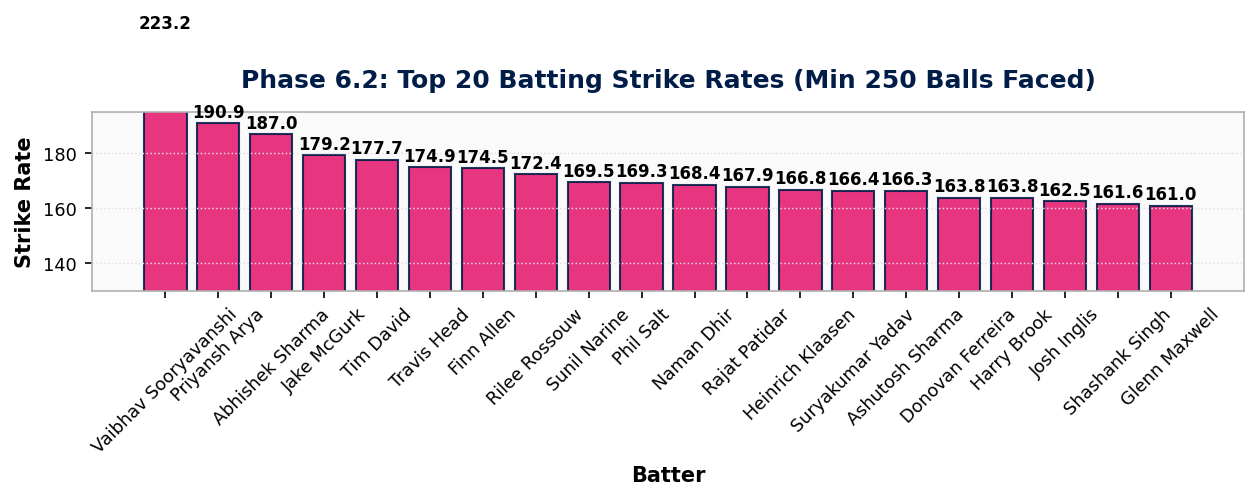 223.2
Phase 6.2: Top 20 Batting Strike Rates (Min 250 Balls Faced)
190.9
187.0
179.2
177.7
174.9
174.5
172.4
169.5
169.3
168.4
167.9
166.8
166.4
166.3
163.8
163.8
162.5
161.6
161.0
Strike Rate
180
160
140
Vaibhav Sooryavanshi
Priyansh Arya
Abhishek Sharma
Jake McGurk
Tim David
Travis Head
Finn Allen
Rilee Rossouw
Sunil Narine
Phil Salt
Naman Dhir
Rajat Patidar
Heinrich Klaasen
Suryakumar Yadav
Ashutosh Sharma
Donovan Ferreira
Harry Brook
Josh Inglis
Shashank Singh
Glenn Maxwell
Batter